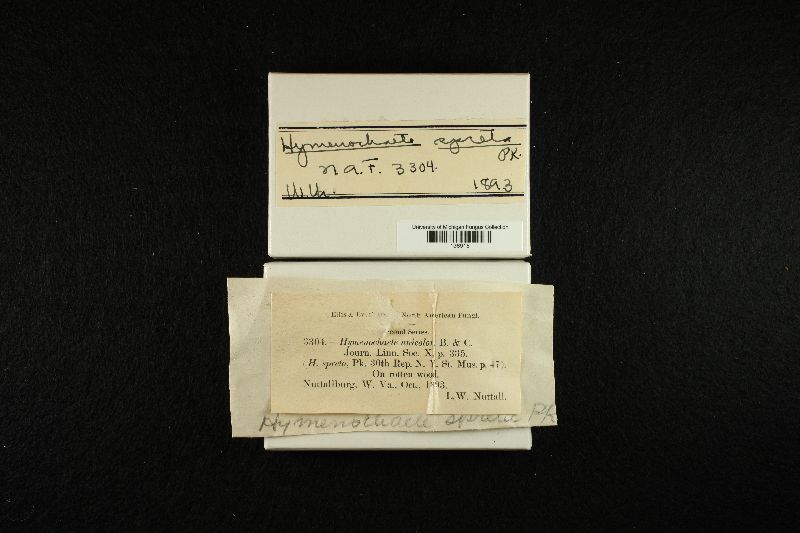 Hymenochaete spreta
Pk.
N.A.F. 3304.
W.Va. 1893
University of Michigan Fungus Collection
Ellis & North American Fungi.
Second Series.
3304.—Hymenochaete unicolor, B. & C.
Journ. Linn. Soc. X, p. 335.
(H. spreta, Pk. 30th Rep. N. Y. St. Mus. p. 47).
On rotten wood.
Nuttallburg, W. Va., Oct., 1893.
L. W. Nuttall.
Hymenochaete spreta Pk